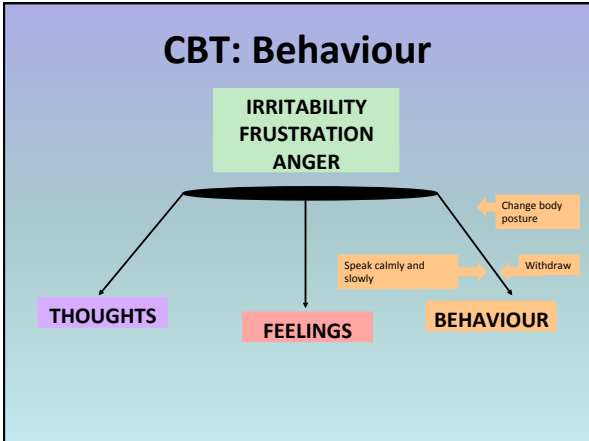 CBT: Behaviour
IRRITABILITY
FRUSTRATION
ANGER
Change body
posture
Speak calmly and
slowly
Withdraw
THOUGHTS
FEELINGS
BEHAVIOUR